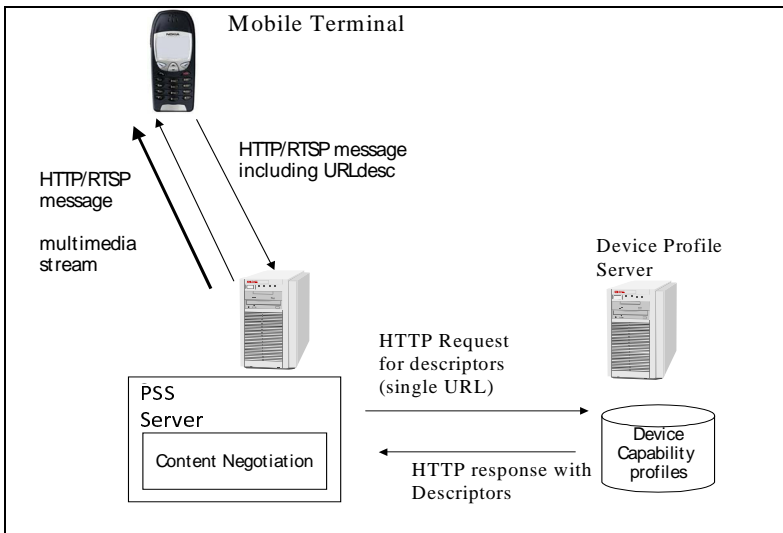 Mobile Terminal
HTTP/RTSP message
including URLdesc
HTTP/RTSP
message
multimedia
stream
Device Profile
Server
HTTP Request
for descriptors
(single URL)
PSS
Server
Content Negotiation
Device
Capability
profiles
HTTP response with
Descriptors